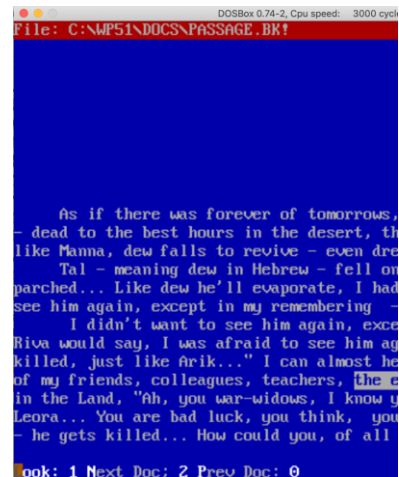 DOSBox 0.74-2, Cpu speed: 3000 cycle
File: C:\WP51\DOCS\PASSAGE.BK!
As if there was forever of tomorrows,
- dead to the best hours in the desert, th
like Manna, dew falls to revive - even dre
Tal - meaning dew in Hebrew - fell on
parched... Like dew he'll evaporate, I had
see him again, except in my remembering -
I didn't want to see him again, exce
Riva would say, I was afraid to see him ag
killed, just like Arik..." I can almost he
of my friends, colleagues, teachers, the e
in the Land, "Ah, you war-widows, I know y
Leora... You are bad luck, you think, you
- he gets killed... How could you, of all
Look: 1 Next Doc; 2 Prev Doc: 0